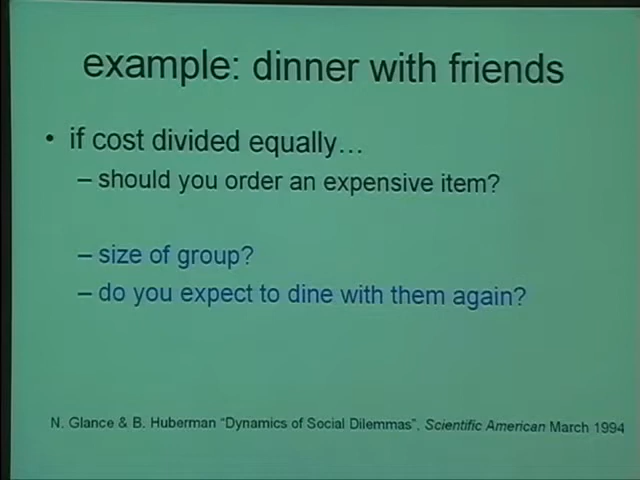 example: dinner with friends
• if cost divided equally…
– should you order an expensive item?
– size of group?
– do you expect to dine with them again?
N. Glance & B. Huberman "Dynamics of Social Dilemmas", Scientific American March 1994